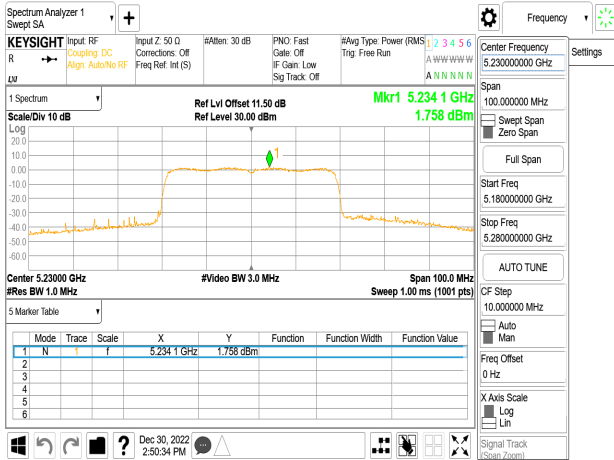 Spectrum Analyzer 1
Swept SA
+
Frequency
Settings
KEYSIGHT
R
LXI
Input: RF
Coupling: DC
Align: Auto/No RF
Input Z: 50 Ω
Corrections: Off
Freq Ref: Int (S)
#Atten: 30 dB
PNO: Fast
Gate: Off
IF Gain: Low
Sig Track: Off
#Avg Type: Power (RMS
Trig: Free Run
1 2 3 4 5 6
A W W W W W
A N N N N N
1 Spectrum
Scale/Div 10 dB
Ref Lvl Offset 11.50 dB
Ref Level 30.00 dBm
Mkr1 5.234 1 GHz
1.758 dBm
Log
20.0
10.0
0.00
-10.0
-20.0
-30.0
-40.0
-50.0
-60.0
1
Center 5.23000 GHz
#Res BW 1.0 MHz
#Video BW 3.0 MHz
Span 100.0 MHz
Sweep 1.00 ms (1001 pts)
5 Marker Table
Mode Trace Scale X Y Function Function Width Function Value
1 N 1 f 5.234 1 GHz 1.758 dBm
2
3
4
5
6
Dec 30, 2022
2:50:34 PM
?
Center Frequency
5.230000000 GHz
Span
100.000000 MHz
Swept Span
Zero Span
Full Span
Start Freq
5.180000000 GHz
Stop Freq
5.280000000 GHz
AUTO TUNE
CF Step
10.000000 MHz
Auto
Man
Freq Offset
0 Hz
X Axis Scale
Log
Lin
Signal Track
(Span Zoom)